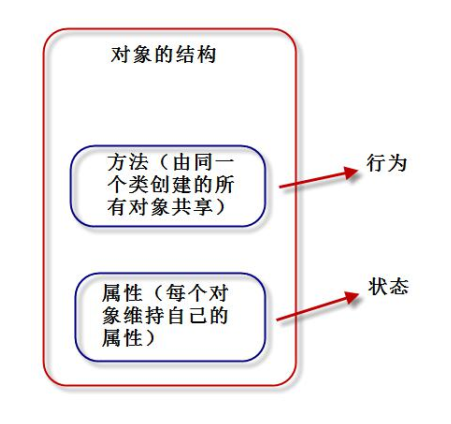 对象的结构
方法（由同一
个类创建的所
有对象共享）
行为
属性（每个对
象维持自己的
属性）
状态